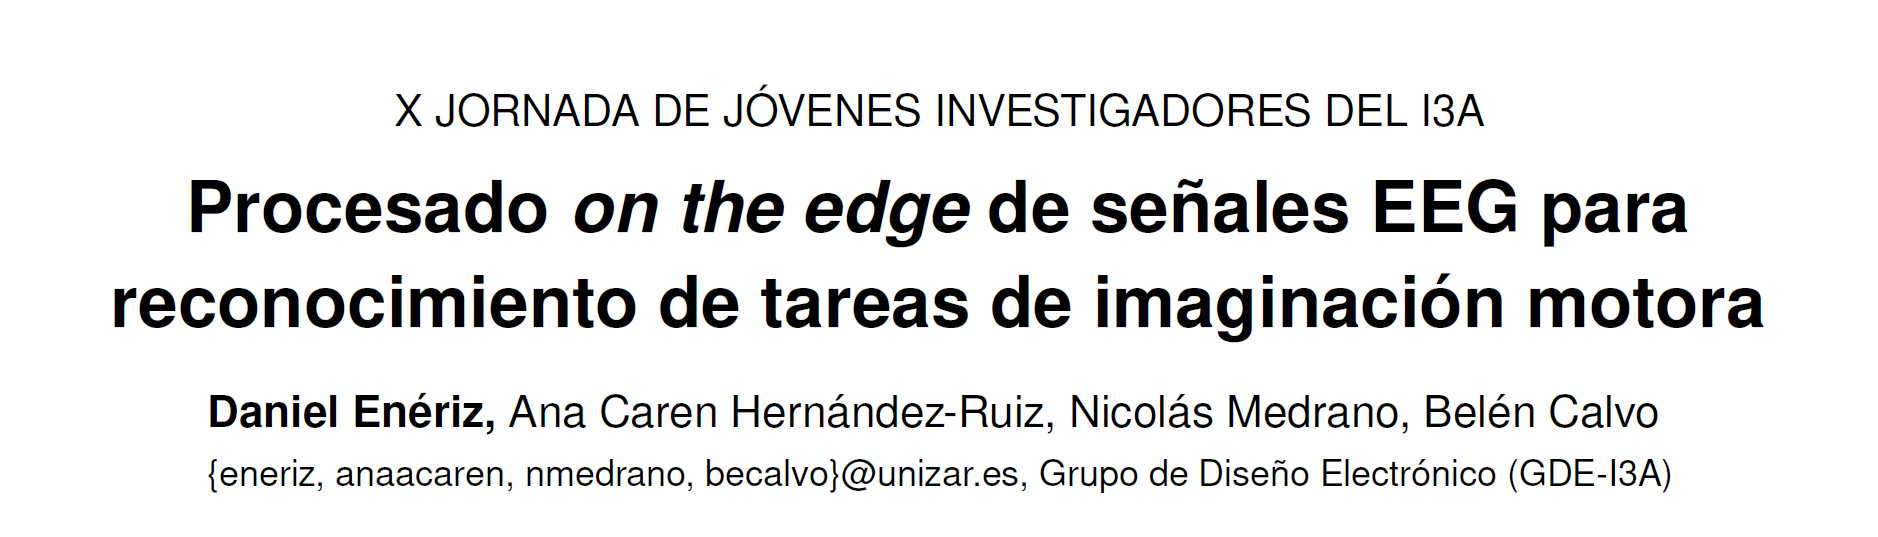 X JORNADA DE JÓVENES INVESTIGADORES DEL I3A
Procesado on the edge de señales EEG para
reconocimiento de tareas de imaginación motora
Daniel Enériz, Ana Caren Hernández-Ruiz, Nicolás Medrano, Belén Calvo
{eneriz, anaacaren, nmedrano, becalvo}@unizar.es, Grupo de Diseño Electrónico (GDE-I3A)